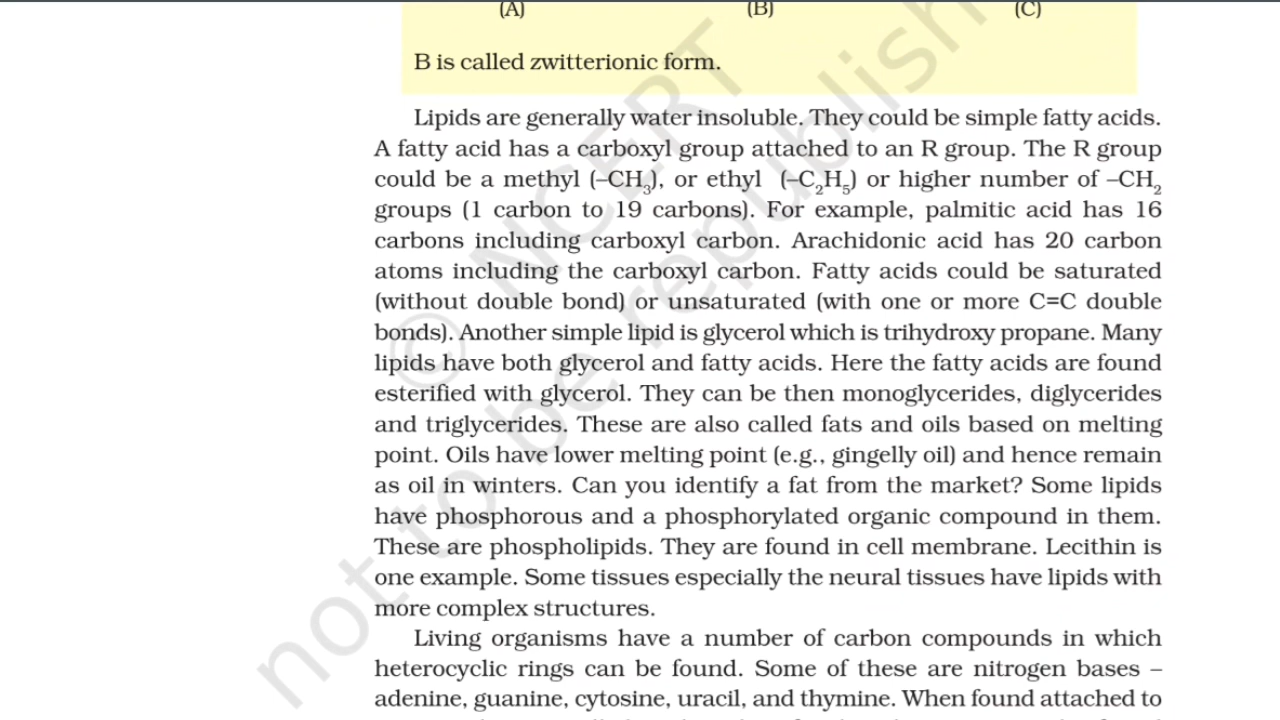 (A) (B) (C)
B is called zwitterionic form.
Lipids are generally water insoluble. They could be simple fatty acids.
A fatty acid has a carboxyl group attached to an R group. The R group
could be a methyl (–CH₃), or ethyl (–C₂H₅) or higher number of –CH₂
groups (1 carbon to 19 carbons). For example, palmitic acid has 16
carbons including carboxyl carbon. Arachidonic acid has 20 carbon
atoms including the carboxyl carbon. Fatty acids could be saturated
(without double bond) or unsaturated (with one or more C=C double
bonds). Another simple lipid is glycerol which is trihydroxy propane. Many
lipids have both glycerol and fatty acids. Here the fatty acids are found
esterified with glycerol. They can be then monoglycerides, diglycerides
and triglycerides. These are also called fats and oils based on melting
point. Oils have lower melting point (e.g., gingelly oil) and hence remain
as oil in winters. Can you identify a fat from the market? Some lipids
have phosphorous and a phosphorylated organic compound in them.
These are phospholipids. They are found in cell membrane. Lecithin is
one example. Some tissues especially the neural tissues have lipids with
more complex structures.
Living organisms have a number of carbon compounds in which
heterocyclic rings can be found. Some of these are nitrogen bases –
adenine, guanine, cytosine, uracil, and thymine. When found attached to
© NCERT
not to be republish